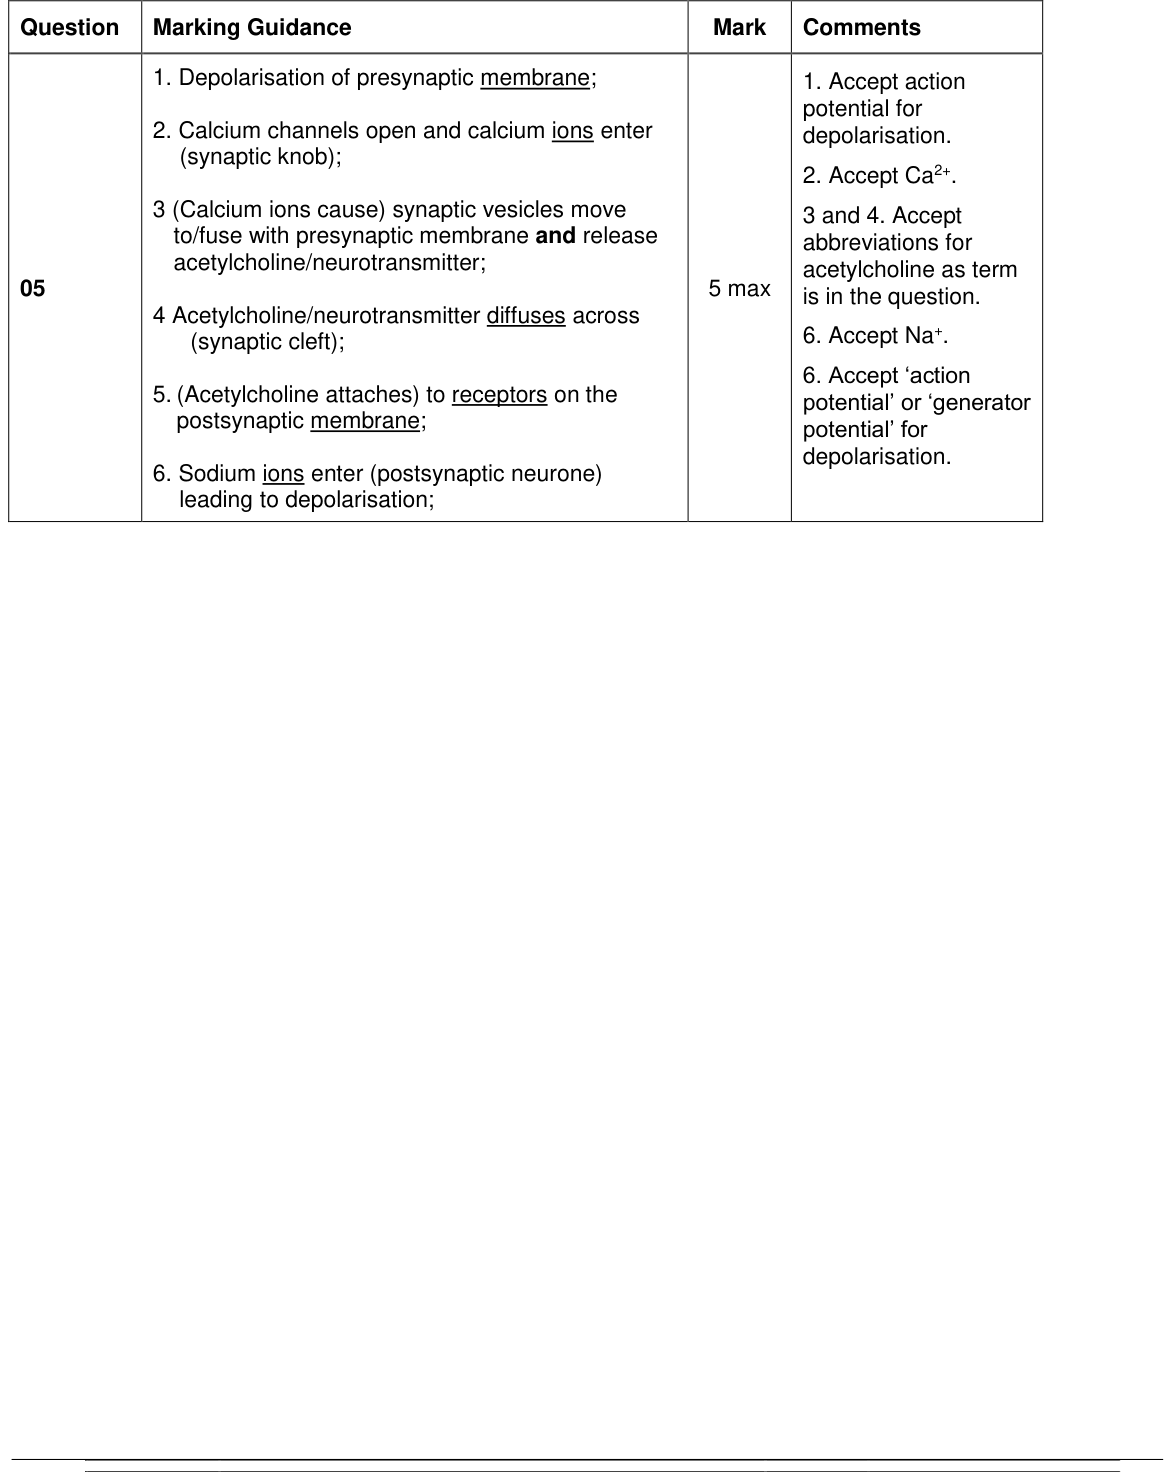 Question Marking Guidance Mark Comments
1. Depolarisation of presynaptic membrane;
2. Calcium channels open and calcium ions enter
(synaptic knob);
3 (Calcium ions cause) synaptic vesicles move
to/fuse with presynaptic membrane and release
acetylcholine/neurotransmitter;
05
4 Acetylcholine/neurotransmitter diffuses across
(synaptic cleft);
5. (Acetylcholine attaches) to receptors on the
postsynaptic membrane;
6. Sodium ions enter (postsynaptic neurone)
leading to depolarisation;
5 max
1. Accept action
potential for
depolarisation.
2. Accept Ca²⁺.
3 and 4. Accept
abbreviations for
acetylcholine as term
is in the question.
6. Accept Na⁺.
6. Accept ‘action
potential’ or ‘generator
potential’ for
depolarisation.